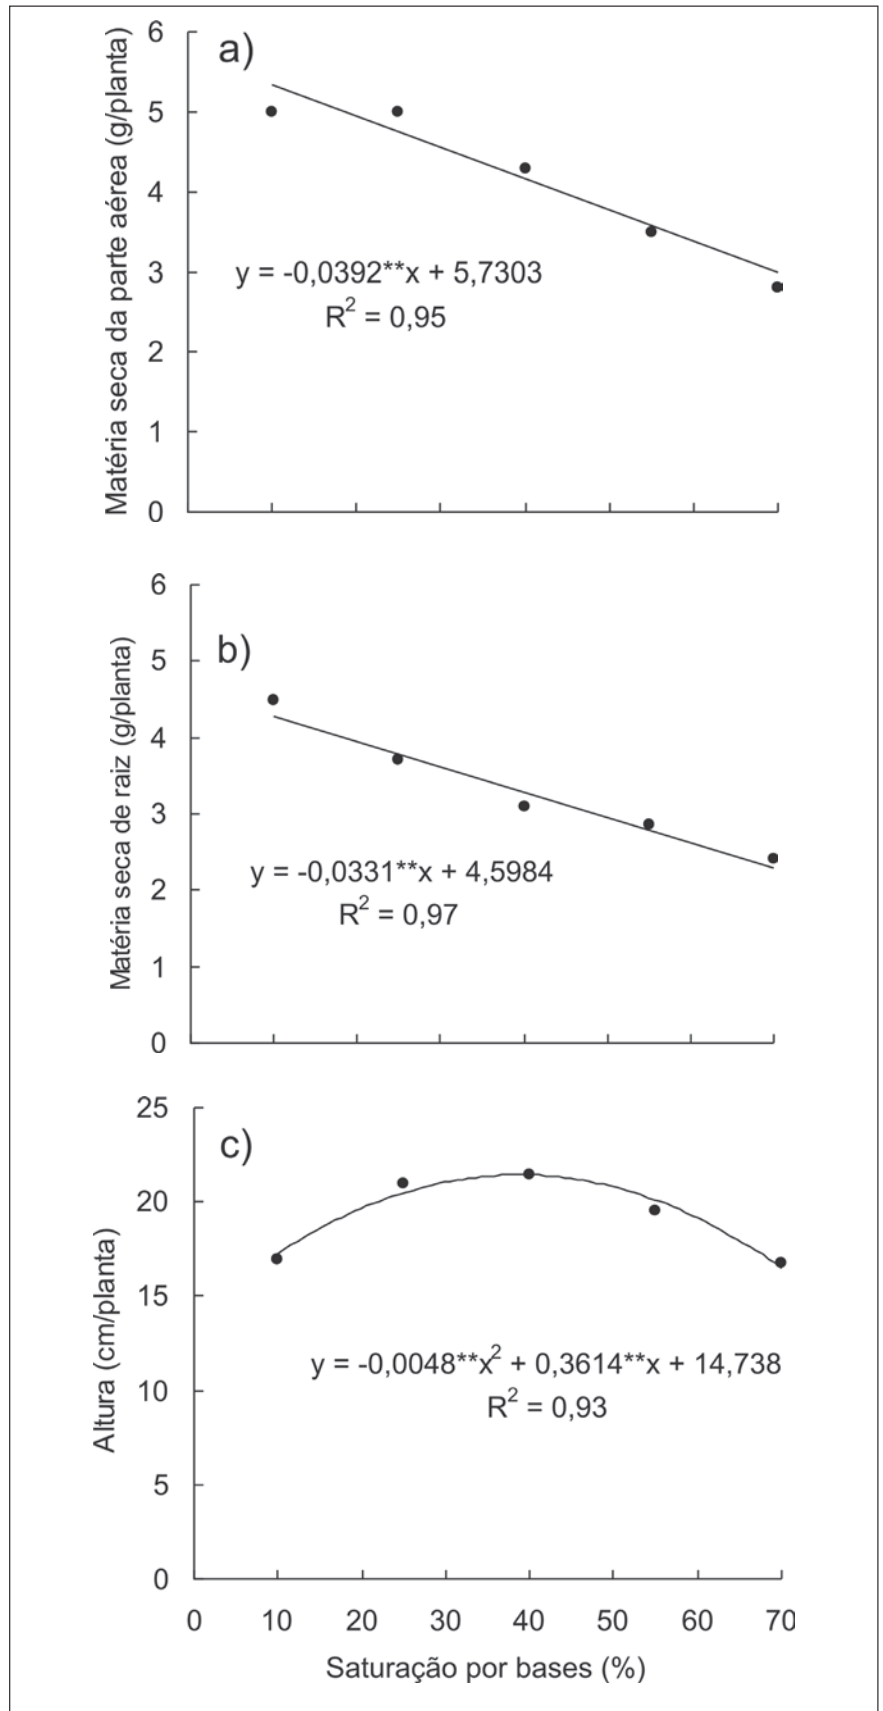 Matéria seca da parte aérea (g/planta)
a)
6
5
4
3
2
1
0
y = -0,0392**x + 5,7303
R² = 0,95
Matéria seca de raiz (g/planta)
b)
6
5
4
3
2
1
0
y = -0,0331**x + 4,5984
R² = 0,97
Altura (cm/planta)
c)
25
20
15
10
5
0
y = -0,0048**x² + 0,3614**x + 14,738
R² = 0,93
0 10 20 30 40 50 60 70
Saturação por bases (%)